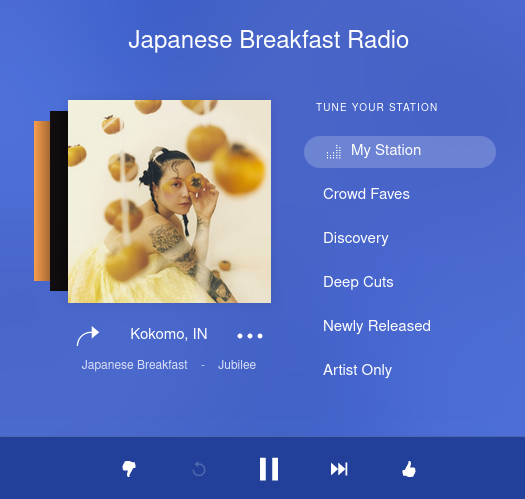 Japanese Breakfast Radio
TUNE YOUR STATION
My Station
Crowd Faves
Discovery
Deep Cuts
Newly Released
Artist Only
Kokomo, IN
Japanese Breakfast - Jubilee